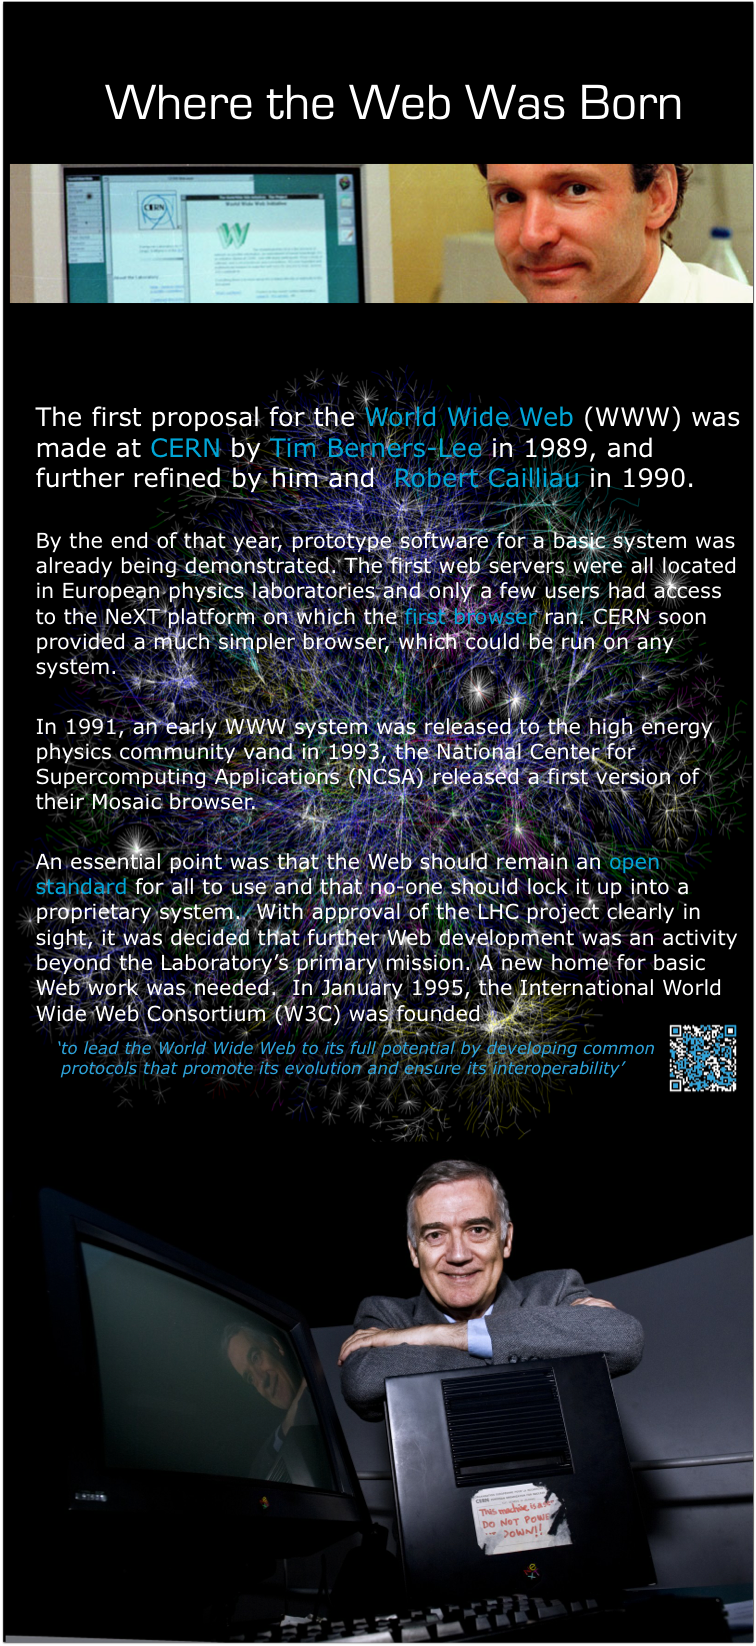 Where the Web Was Born
CERN
World Wide Web Initiative
W
The first proposal for the World Wide Web (WWW) was
made at CERN by Tim Berners-Lee in 1989, and
further refined by him and Robert Cailliau in 1990.
By the end of that year, prototype software for a basic system was
already being demonstrated. The first web servers were all located
in European physics laboratories and only a few users had access
to the NeXT platform on which the first browser ran. CERN soon
provided a much simpler browser, which could be run on any
system.
In 1991, an early WWW system was released to the high energy
physics community vand in 1993, the National Center for
Supercomputing Applications (NCSA) released a first version of
their Mosaic browser.
An essential point was that the Web should remain an open
standard for all to use and that no-one should lock it up into a
proprietary system.  With approval of the LHC project clearly in
sight, it was decided that further Web development was an activity
beyond the Laboratory’s primary mission. A new home for basic
Web work was needed.  In January 1995, the International World
Wide Web Consortium (W3C) was founded
‘to lead the World Wide Web to its full potential by developing common
protocols that promote its evolution and ensure its interoperability’
CERN
This machine is a
DO NOT POWE
DOWN!!